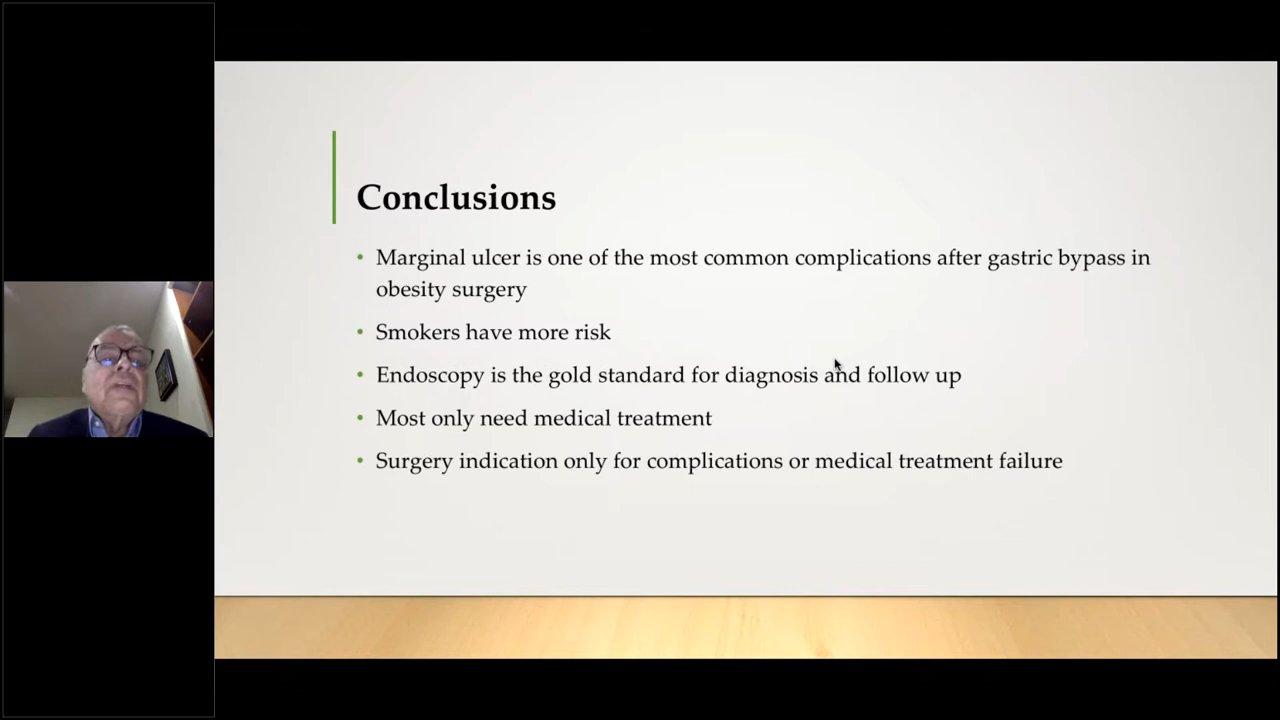 Conclusions
• Marginal ulcer is one of the most common complications after gastric bypass in
obesity surgery
• Smokers have more risk
• Endoscopy is the gold standard for diagnosis and follow up
• Most only need medical treatment
• Surgery indication only for complications or medical treatment failure